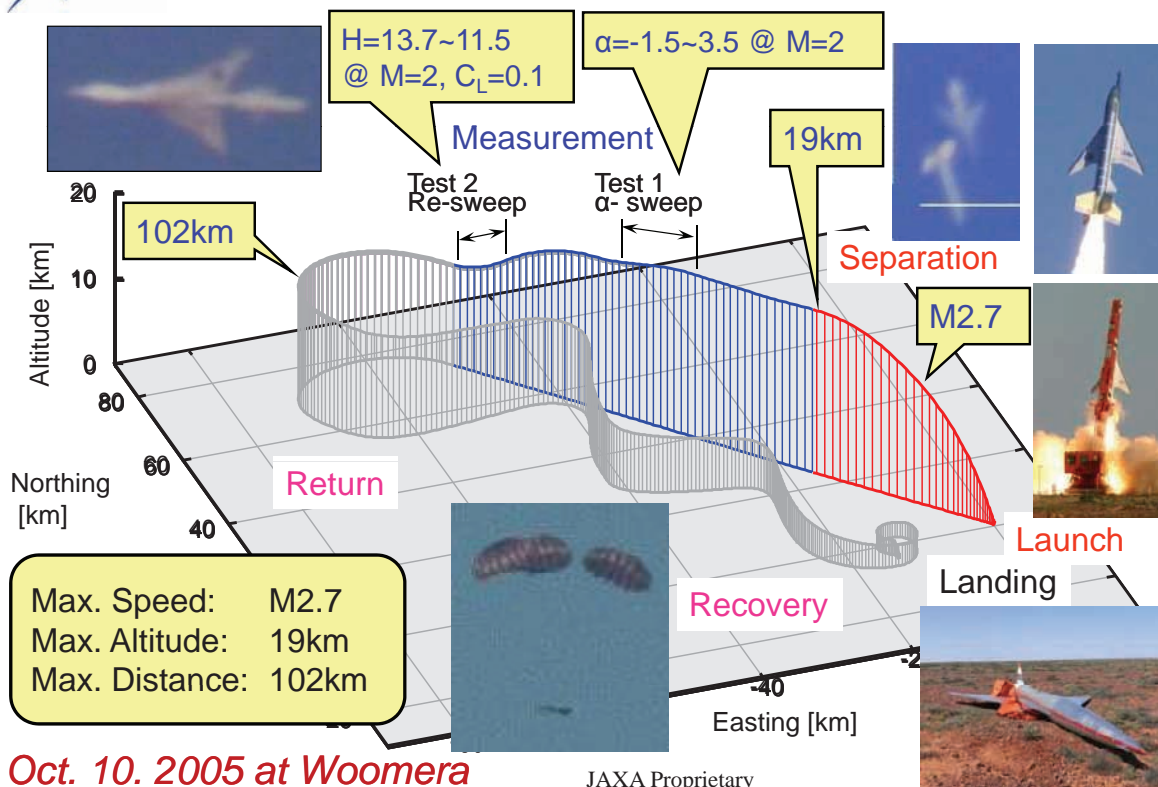 H=13.7~11.5
@ M=2, CL=0.1
α=-1.5~3.5 @ M=2
Measurement
19km
Test 2
Re-sweep
Test 1
α- sweep
102km
Separation
M2.7
20
10
0
Altitude [km]
80
60
40
Northing
[km]
Return
Launch
Landing
Recovery
Max. Speed: M2.7
Max. Altitude: 19km
Max. Distance: 102km
-40
Easting [km]
Oct. 10. 2005 at Woomera
JAXA Proprietary